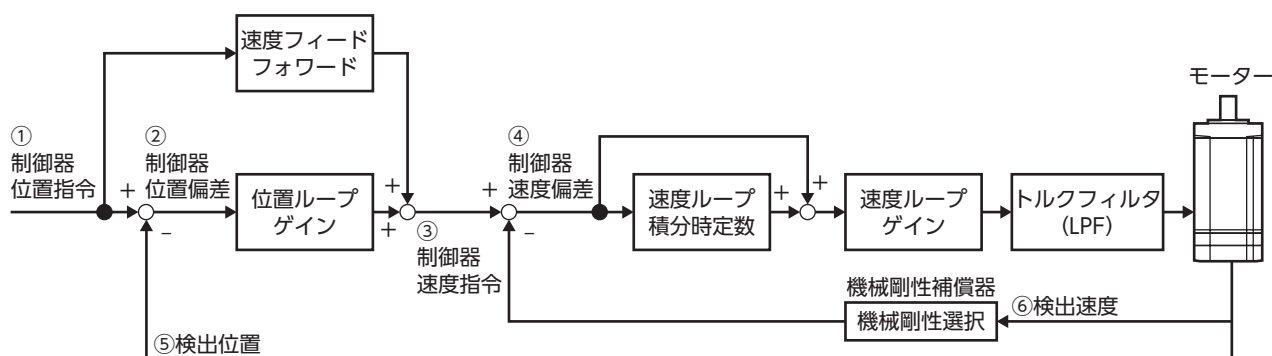 速度フィード
フォワード
モーター
①
制御器
位置指令
②
制御器
位置偏差
位置ループ
ゲイン
③
制御器
速度指令
④
制御器
速度偏差
速度ループ
積分時定数
速度ループ
ゲイン
トルクフィルタ
(LPF)
+
−
+
+
+
−
+
+
機械剛性補償器
機械剛性選択
⑥検出速度
⑤検出位置